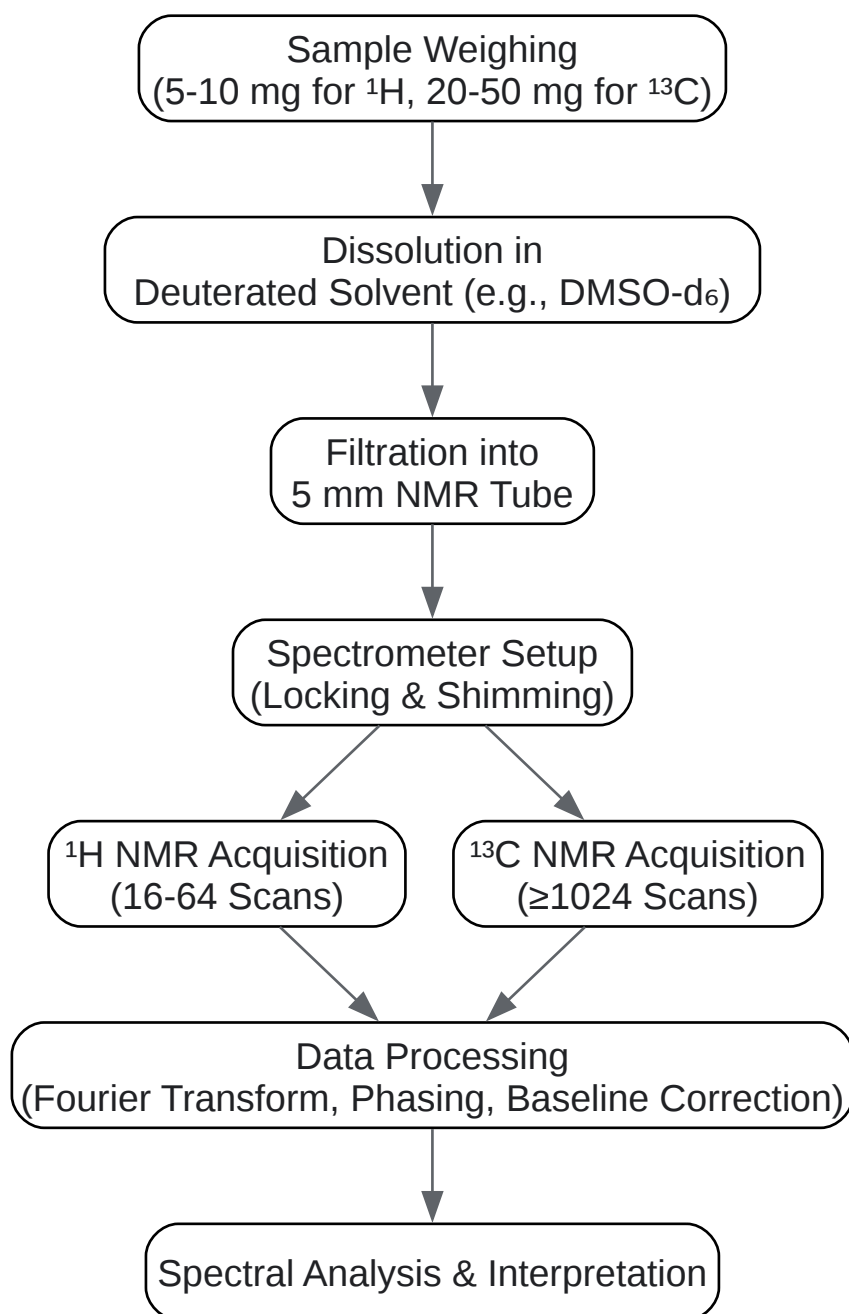 Sample Weighing
(5-10 mg for ¹H, 20-50 mg for ¹³C)
Dissolution in
Deuterated Solvent (e.g., DMSO-d₆)
Filtration into
5 mm NMR Tube
Spectrometer Setup
(Locking & Shimming)
¹H NMR Acquisition
(16-64 Scans)
¹³C NMR Acquisition
(≥1024 Scans)
Data Processing
(Fourier Transform, Phasing, Baseline Correction)
Spectral Analysis & Interpretation